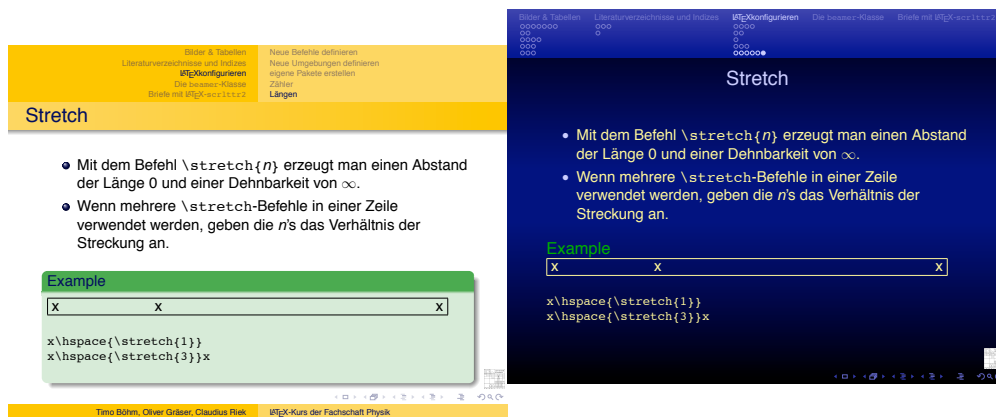 Bilder & Tabellen
Literaturverzeichnisse und Indizes
LATEXkonfigurieren
Die beamer-Klasse
Briefe mit LATEX-scrlttr2
Neue Befehle definieren
Neue Umgebungen definieren
eigene Pakete erstellen
Zähler
Längen
Stretch
Mit dem Befehl \stretch{n} erzeugt man einen Abstand
der Länge 0 und einer Dehnbarkeit von ∞.
Wenn mehrere \stretch-Befehle in einer Zeile
verwendet werden, geben die n's das Verhältnis der
Streckung an.
Example
x x x
x\hspace{\stretch{1}}
x\hspace{\stretch{3}}x
Timo Böhm, Oliver Gräser, Claudius Riek LATEX-Kurs der Fachschaft Physik
Bilder & Tabellen Literaturverzeichnisse und Indizes LATEXkonfigurieren Die beamer-Klasse Briefe mit LATEX-scrlttr2
Stretch
Mit dem Befehl \stretch{n} erzeugt man einen Abstand
der Länge 0 und einer Dehnbarkeit von ∞.
Wenn mehrere \stretch-Befehle in einer Zeile
verwendet werden, geben die n's das Verhältnis der
Streckung an.
Example
x x x
x\hspace{\stretch{1}}
x\hspace{\stretch{3}}x